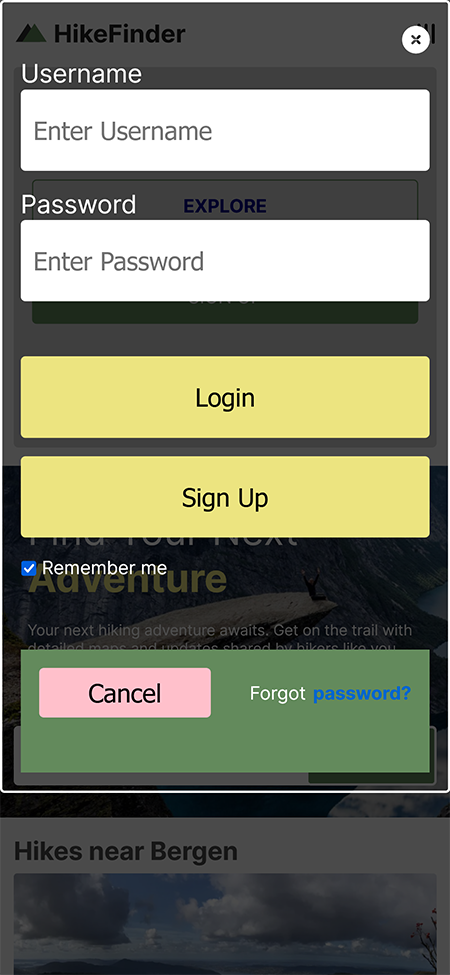 HikeFinder
Username
Enter Username
EXPLORE
Password
Enter Password
Login
Sign Up
Find Your Next
Remember me
Adventure
Your next hiking adventure awaits. Get on the trail with
detailed maps and updates shared by hikers like you
Cancel
Forgot password?
Hikes near Bergen